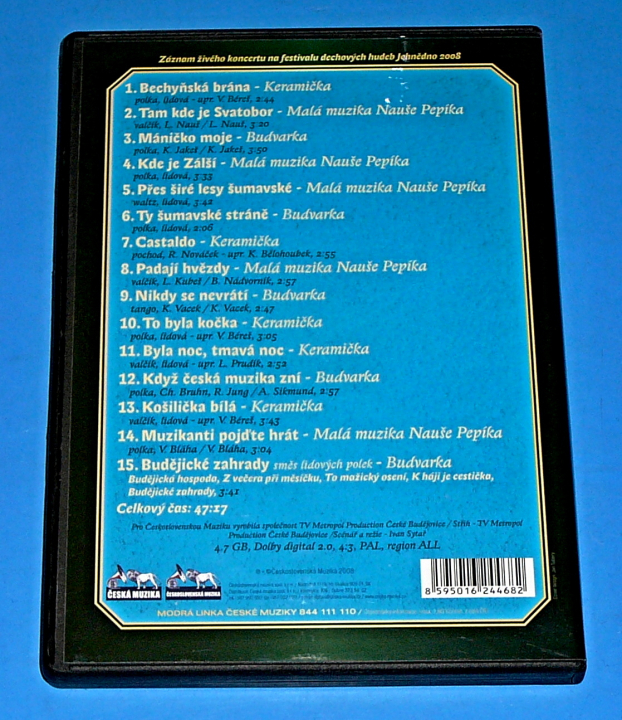 Záznam živého koncertu na festivalu dechových hudeb Jehnědno 2008
1. Bechyňská brána - Keramička
polka, lidová - upr. V. Béreš, 2:44
2. Tam kde je Svatobor - Malá muzika Nauše Pepíka
valčík, L. Nauš / L. Nauš, 3:20
3. Máničko moje - Budvarka
polka, K. Jakeš / K. Jakeš, 3:50
4. Kde je Zálší - Malá muzika Nauše Pepíka
polka, lidová, 3:33
5. Přes širé lesy šumavské - Malá muzika Nauše Pepíka
waltz, lidová, 3:42
6. Ty šumavské stráně - Budvarka
polka, lidová, 2:06
7. Castaldo - Keramička
pochod, R. Nováček - upr. K. Bělohoubek, 2:55
8. Padají hvězdy - Malá muzika Nauše Pepíka
valčík, L. Kubeš / B. Nádvorník, 2:57
9. Nikdy se nevrátí - Budvarka
tango, K. Vacek / K. Vacek, 2:47
10. To byla kočka - Keramička
polka, lidová - upr. V. Béreš, 3:05
11. Byla noc, tmavá noc - Keramička
valčík, lidová - upr. L. Prudík, 2:52
12. Když česká muzika zní - Budvarka
polka, Ch. Bruhn, R. Jung / A. Sikmund, 2:57
13. Košilička bílá - Keramička
valčík, lidová - upr. V. Béreš, 3:43
14. Muzikanti pojďte hrát - Malá muzika Nauše Pepíka
polka, V. Bláha / V. Bláha, 3:04
15. Budějické zahrady směs lidových polek - Budvarka
Budějická hospoda, Z večera při měsíčku, To mažický osení, K háji je cestička,
Budějické zahrady, 3:41
Celkový čas: 47:17
Pro Československou Muziku vyrobila společnost TV Metropol Production České Budějovice / Střih - TV Metropol
Production České Budějovice / Scénář a režie - Ivan Sytař
4.7 GB, Dolby digital 2.0, 4:3, PAL, region ALL
℗ + © Československá Muzika 2008
ČESKÁ MUZIKA
ČESKOSLOVENSKÁ MUZIKA
8 595016 244682
MODRÁ LINKA ČESKÉ MUZIKY 844 111 110 /